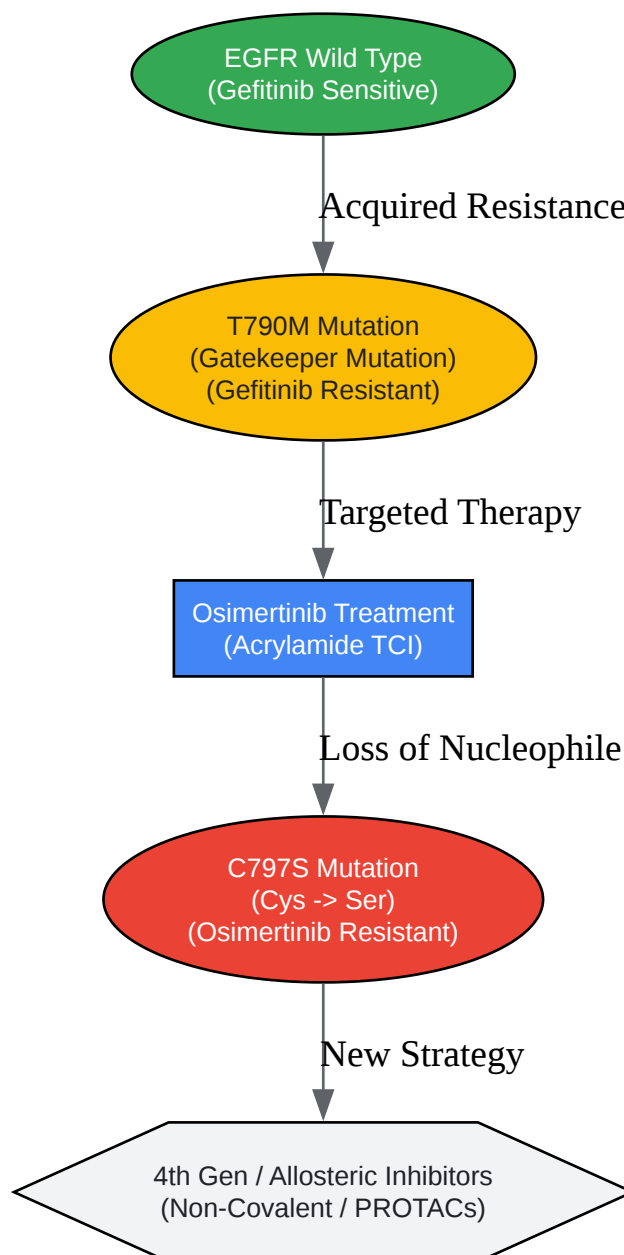 EGFR Wild Type
(Gefitinib Sensitive)
Acquired Resistance
T790M Mutation
(Gatekeeper Mutation)
(Gefitinib Resistant)
Targeted Therapy
Osimertinib Treatment
(Acrylamide TCI)
Loss of Nucleophile
C797S Mutation
(Cys -> Ser)
(Osimertinib Resistant)
New Strategy
4th Gen / Allosteric Inhibitors
(Non-Covalent / PROTACs)